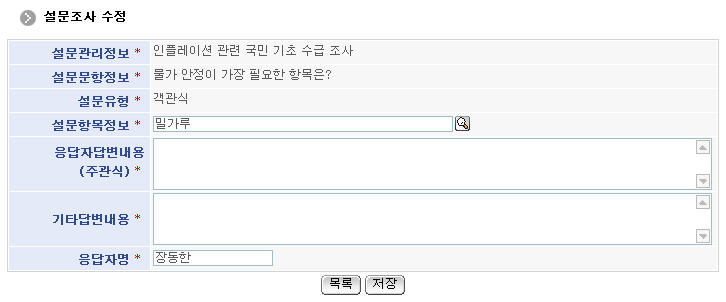 설문조사 수정
설문관리정보 * 인플레이션 관련 국민 기초 수급 조사
설문문항정보 * 물가 안정이 가장 필요한 항목은?
설문유형 * 객관식
설문항목정보 * 밀가루
응답자답변내용
(주관식) *
기타답변내용 *
응답자명 * 장동한
목록 저장